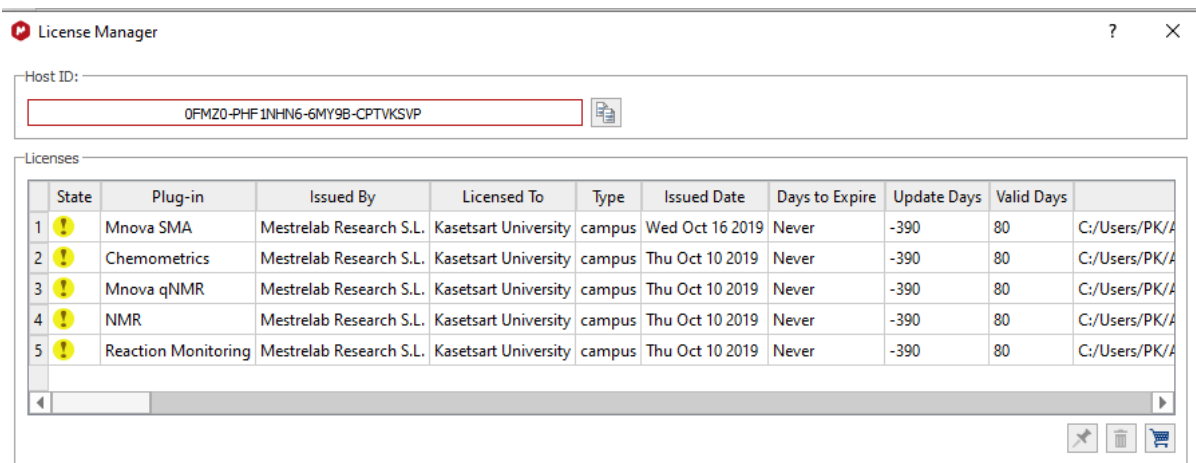 License Manager
?
Host ID:
0FMZ0-PHF1NHN6-6MY9B-CPTVKSVP
Licenses
State Plug-in Issued By Licensed To Type Issued Date Days to Expire Update Days Valid Days
1 Mnova SMA Mestrelab Research S.L. Kasetsart University campus Wed Oct 16 2019 Never -390 80 C:/Users/PK/A
2 Chemometrics Mestrelab Research S.L. Kasetsart University campus Thu Oct 10 2019 Never -390 80 C:/Users/PK/A
3 Mnova qNMR Mestrelab Research S.L. Kasetsart University campus Thu Oct 10 2019 Never -390 80 C:/Users/PK/A
4 NMR Mestrelab Research S.L. Kasetsart University campus Thu Oct 10 2019 Never -390 80 C:/Users/PK/A
5 Reaction Monitoring Mestrelab Research S.L. Kasetsart University campus Thu Oct 10 2019 Never -390 80 C:/Users/PK/A